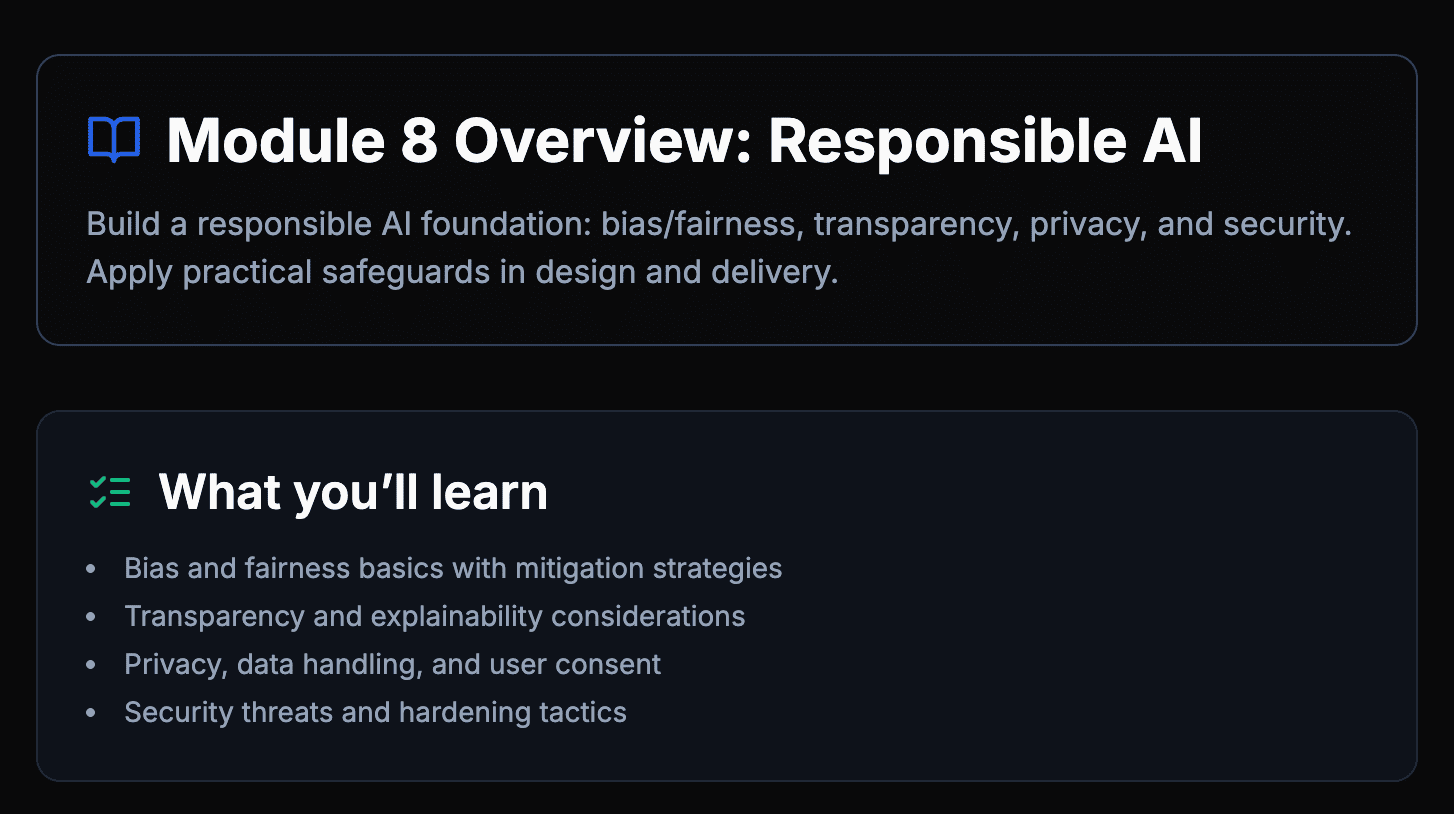 Module 8 Overview: Responsible AI
Build a responsible AI foundation: bias/fairness, transparency, privacy, and security.
Apply practical safeguards in design and delivery.
What you’ll learn
• Bias and fairness basics with mitigation strategies
• Transparency and explainability considerations
• Privacy, data handling, and user consent
• Security threats and hardening tactics